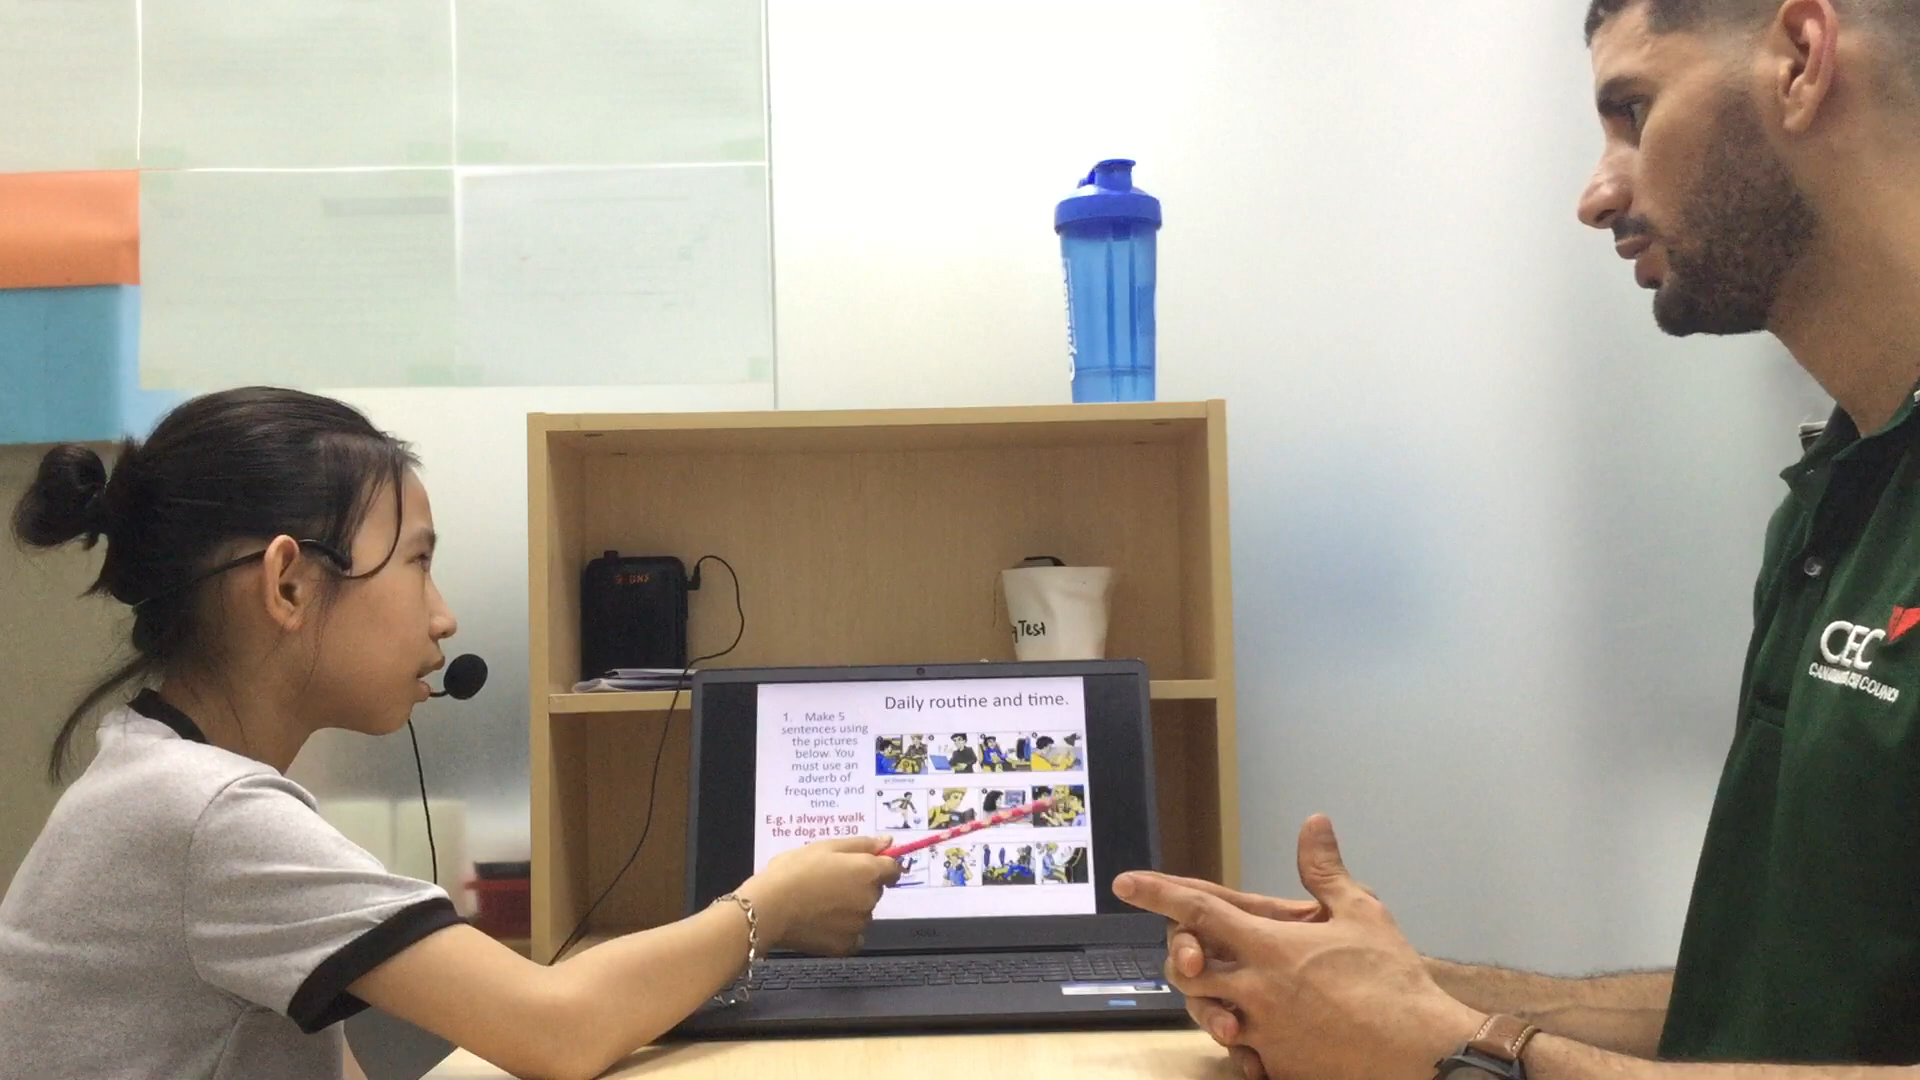 Daily routine and time.
1. Make 5
sentences using
the pictures
below. You
must use an
adverb of
frequency and
time.
E.g. I always walk
the dog at 5:30
Test
CEC